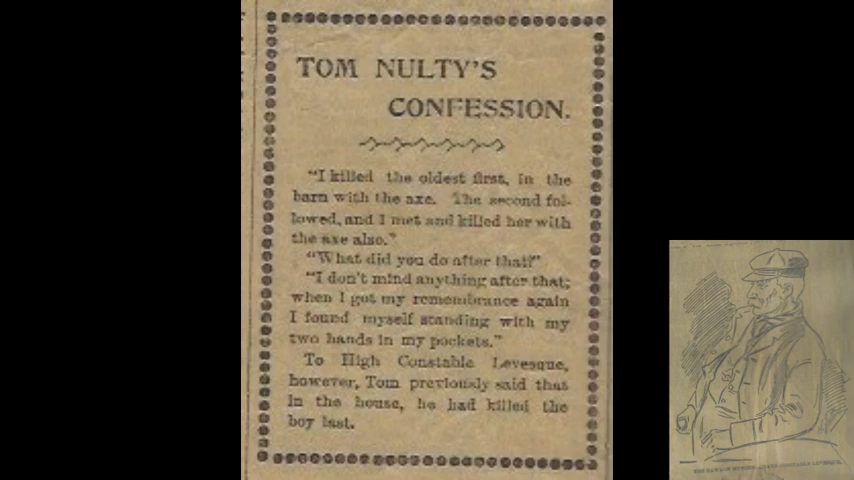 TOM NULTY'S
CONFESSION.
"I killed the oldest first, in the
barn with the axe. The second fol-
lowed, and I met and killed her with
the axe also."
"What did you do after that?"
"I don't mind anything after that;
when I got my remembrance again
I found myself standing with my
two hands in my pockets."
To High Constable Levesque,
however, Tom previously said that
in the house, he had killed the
boy last.
CONSTABLE LEVESQUE.